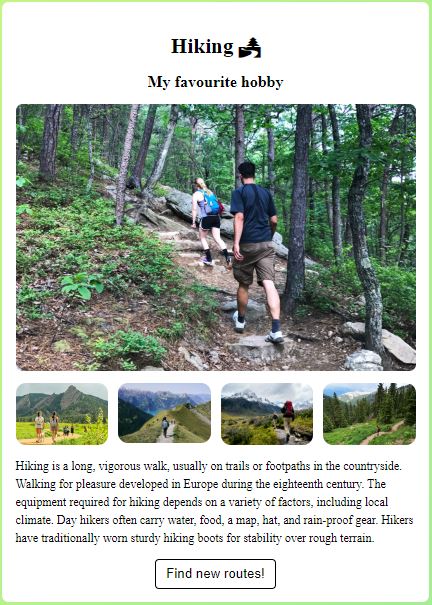 Hiking
My favourite hobby
Hiking is a long, vigorous walk, usually on trails or footpaths in the countryside.
Walking for pleasure developed in Europe during the eighteenth century. The
equipment required for hiking depends on a variety of factors, including local
climate. Day hikers often carry water, food, a map, hat, and rain-proof gear. Hikers
have traditionally worn sturdy hiking boots for stability over rough terrain.
Find new routes!